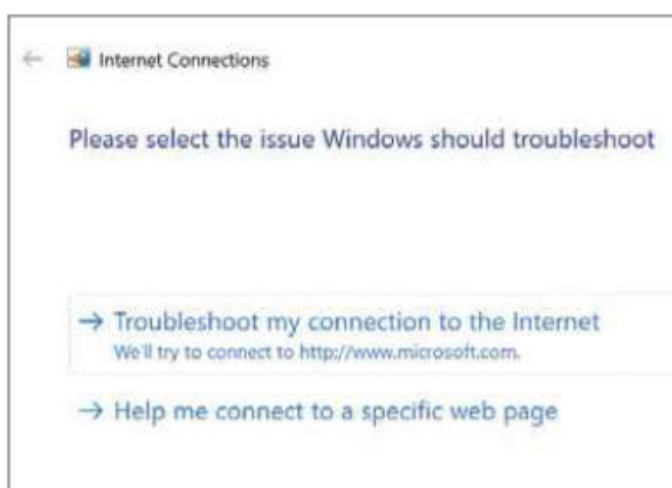 Internet Connections
Please select the issue Windows should troubleshoot
Troubleshoot my connection to the Internet
We'll try to connect to http://www.microsoft.com.
Help me connect to a specific web page